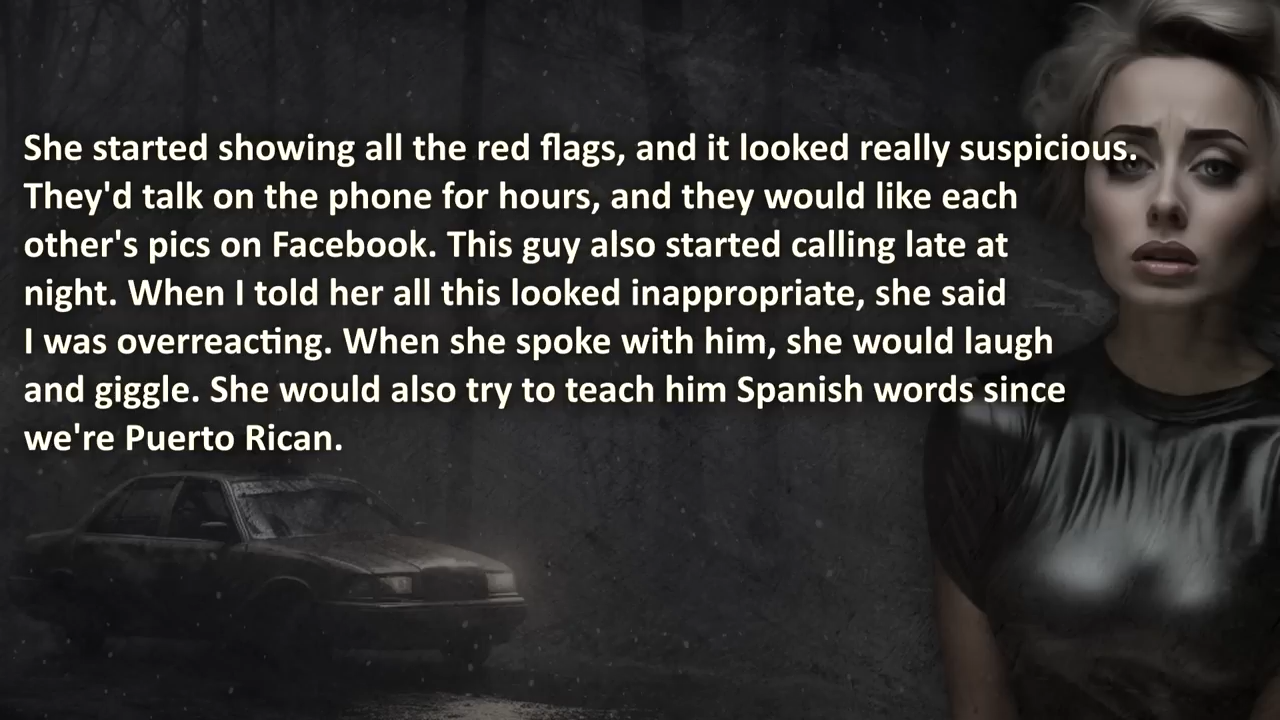 She started showing all the red flags, and it looked really suspicious.
They'd talk on the phone for hours, and they would like each
other's pics on Facebook. This guy also started calling late at
night. When I told her all this looked inappropriate, she said
I was overreacting. When she spoke with him, she would laugh
and giggle. She would also try to teach him Spanish words since
we're Puerto Rican.